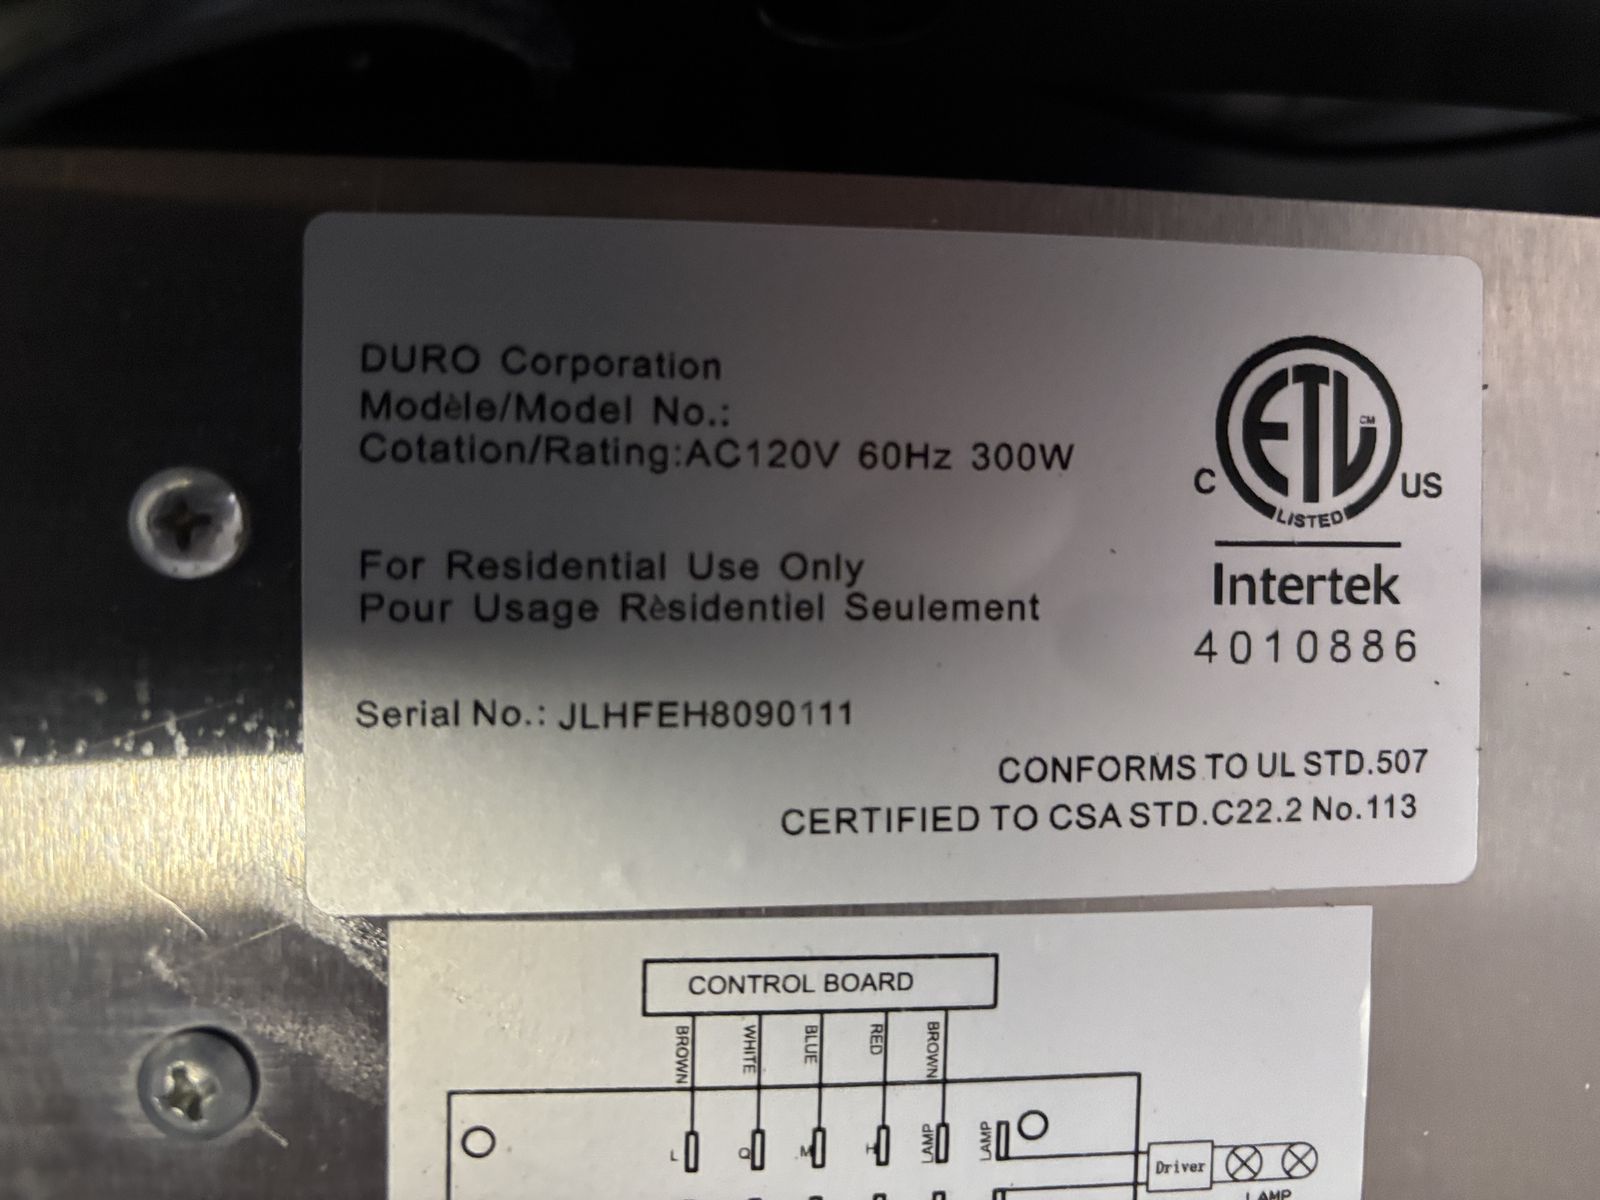 DURO Corporation
Modèle/Model No.:
Cotation/Rating:AC120V 60Hz 300W
For Residential Use Only
Pour Usage Rèsidentiel Seulement
Serial No.: JLHFEH8090111
ETL CM
C US
LISTED
Intertek
4010886
CONFORMS TO UL STD.507
CERTIFIED TO CSA STD.C22.2 No.113
CONTROL BOARD
BROWN WHITE BLUE RED BROWN
L Q M H LAMP LAMP
Driver
LAMP